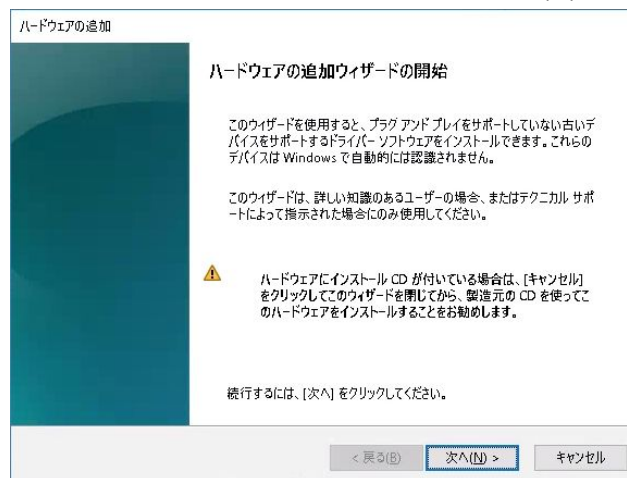 ハードウェアの追加
ハードウェアの追加ウィザードの開始
このウィザードを使用すると、プラグ アンド プレイをサポートしていない古いデ
バイスをサポートするドライバー ソフトウェアをインストールできます。これらの
デバイスは Windows で自動的には認識されません。
このウィザードは、詳しい知識のあるユーザーの場合、またはテクニカル サポ
ートによって指示された場合にのみ使用してください。
ハードウェアにインストール CD が付いている場合は、[キャンセル]
をクリックしてこのウィザードを閉じてから、製造元の CD を使ってこ
のハードウェアをインストールすることをお勧めします。
続行するには、[次へ] をクリックしてください。
< 戻る(B) 次へ(N) > キャンセル